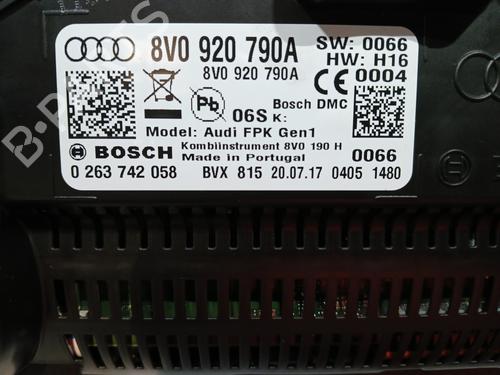 8V0 920 790A SW: 0066
8V0 920 790A HW: H16
CE 0004
Pb 06S Bosch DMC
K:
Model: Audi FPK Gen1
BOSCH Kombiinstrument 8V0 190 H
Made in Portugal 0066
0 263 742 058 BVX 815 20.07.17 0405 1480